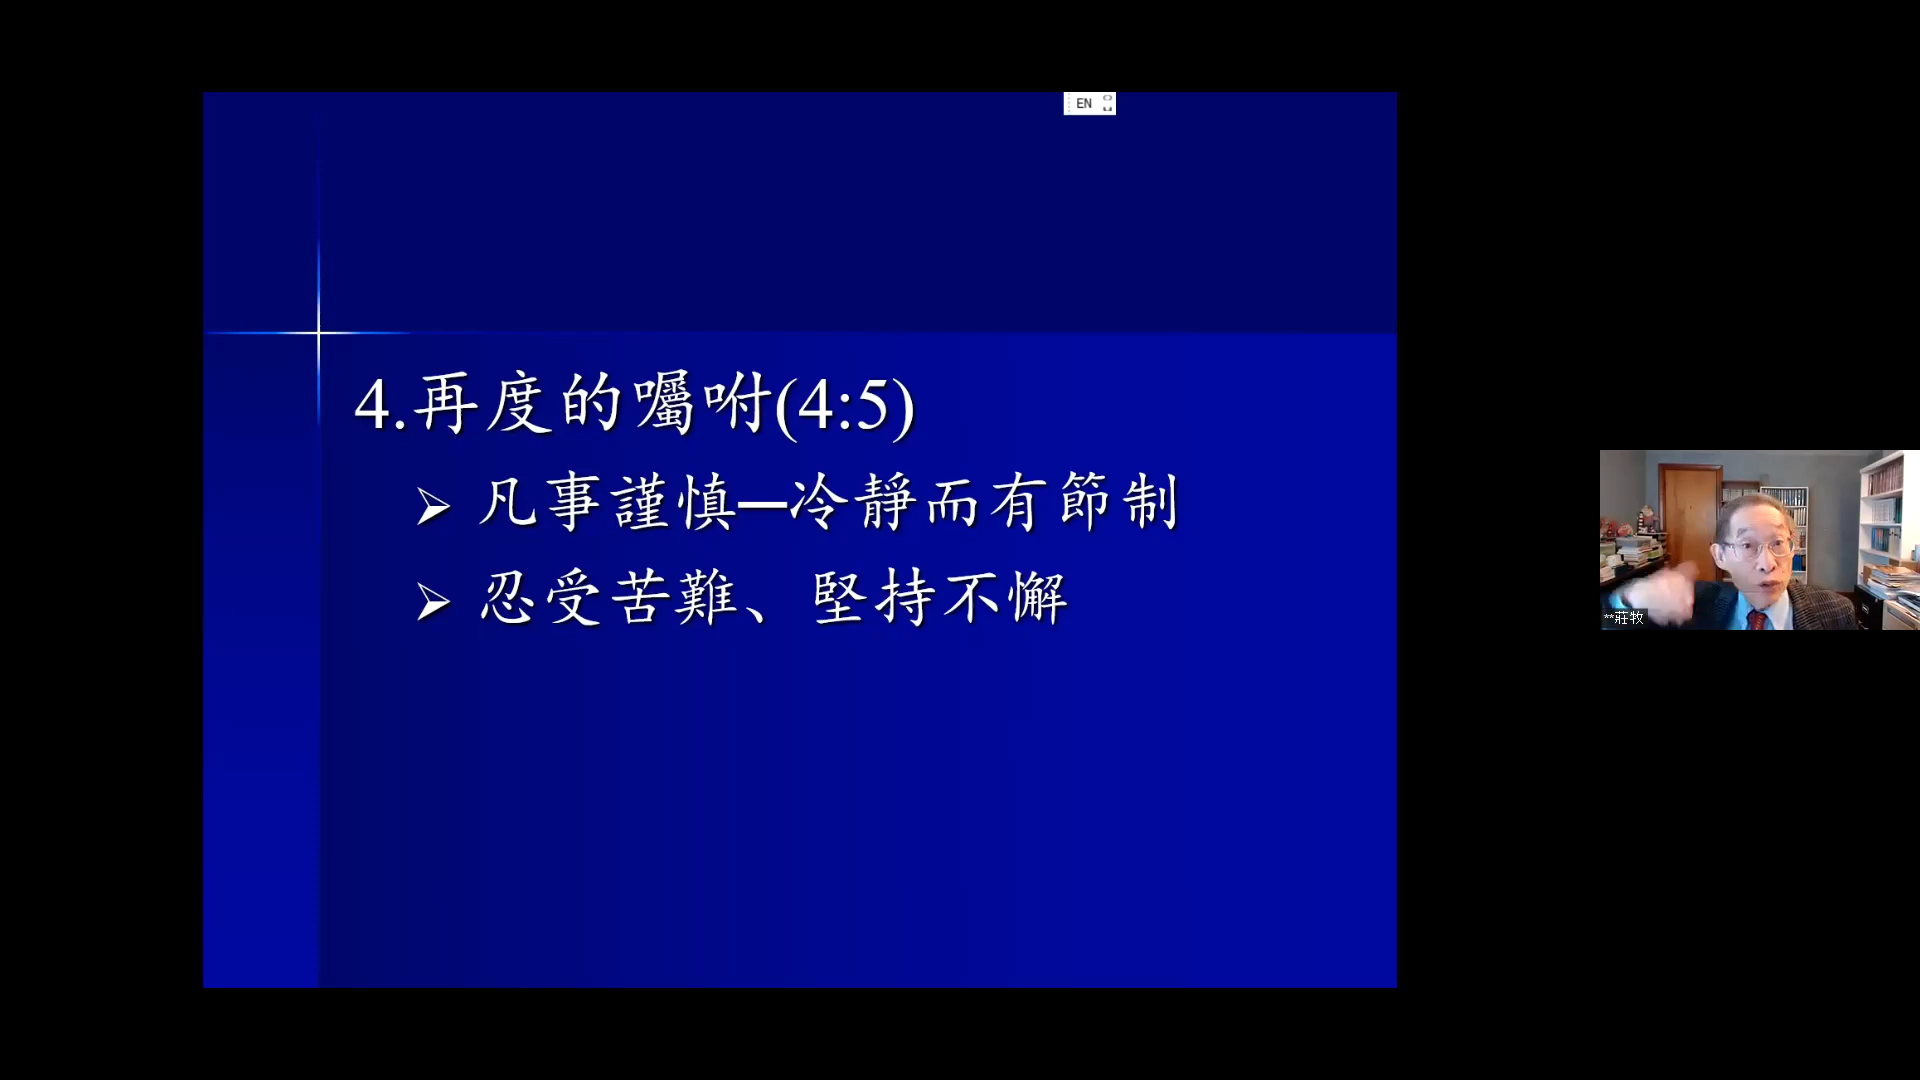 EN
4.再度的囑咐(4:5)
➢ 凡事謹慎—冷靜而有節制
➢ 忍受苦難、堅持不懈
**莊牧